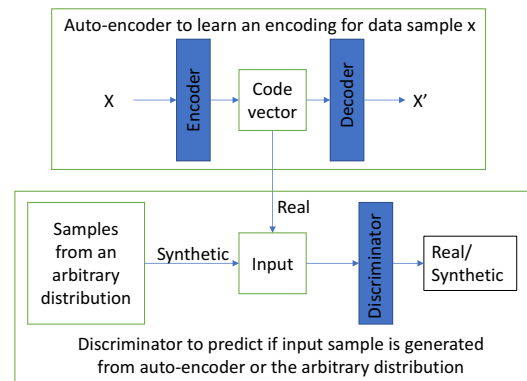 Auto-encoder to learn an encoding for data sample x
X
Encoder
Code
vector
Decoder
X’
Real
Samples
from an
arbitrary
distribution
Synthetic
Input
Discriminator
Real/
Synthetic
Discriminator to predict if input sample is generated
from auto-encoder or the arbitrary distribution